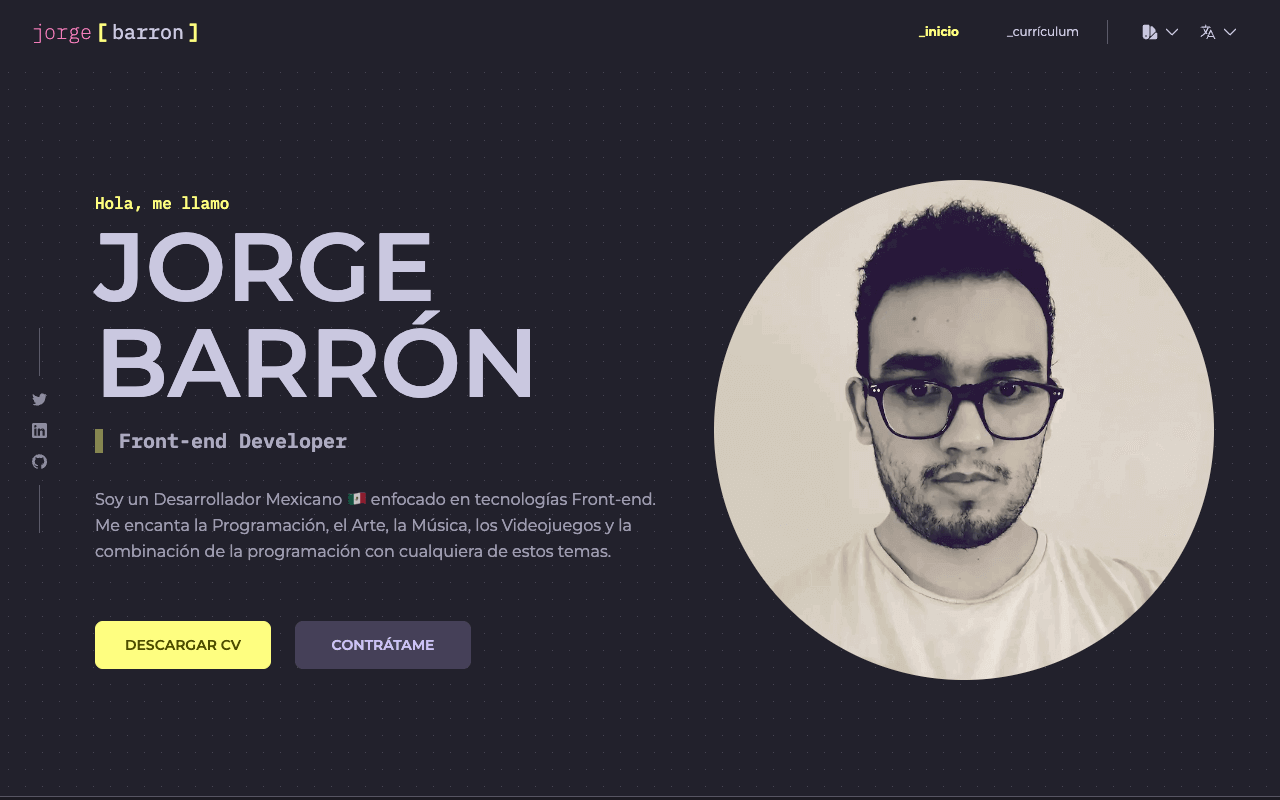 jorge[barron]
_inicio
_currículum
Hola, me llamo
JORGE
BARRÓN
Front-end Developer
Soy un Desarrollador Mexicano 🇲🇽 enfocado en tecnologías Front-end.
Me encanta la Programación, el Arte, la Música, los Videojuegos y la
combinación de la programación con cualquiera de estos temas.
DESCARGAR CV
CONTRÁTAME